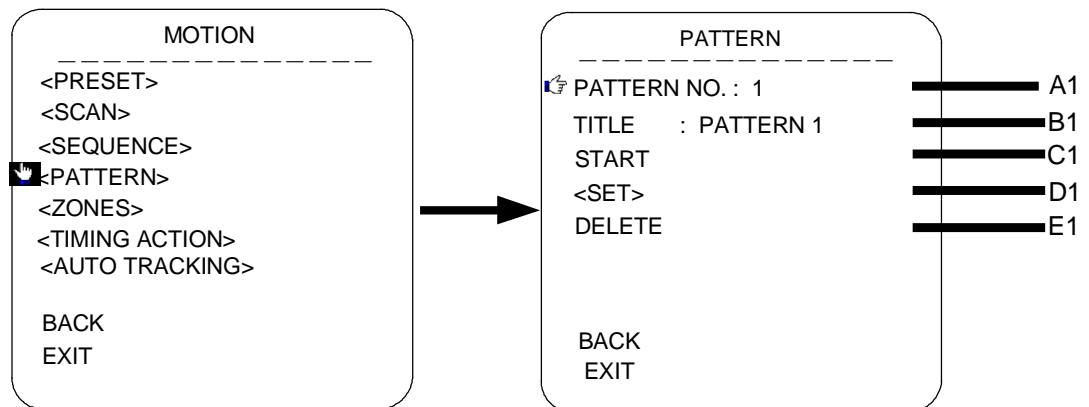 MOTION
<PRESET>
<SCAN>
<SEQUENCE>
<PATTERN>
<ZONES>
<TIMING ACTION>
<AUTO TRACKING>
BACK
EXIT
PATTERN
PATTERN NO. : 1
TITLE : PATTERN 1
START
<SET>
DELETE
BACK
EXIT
A1
B1
C1
D1
E1